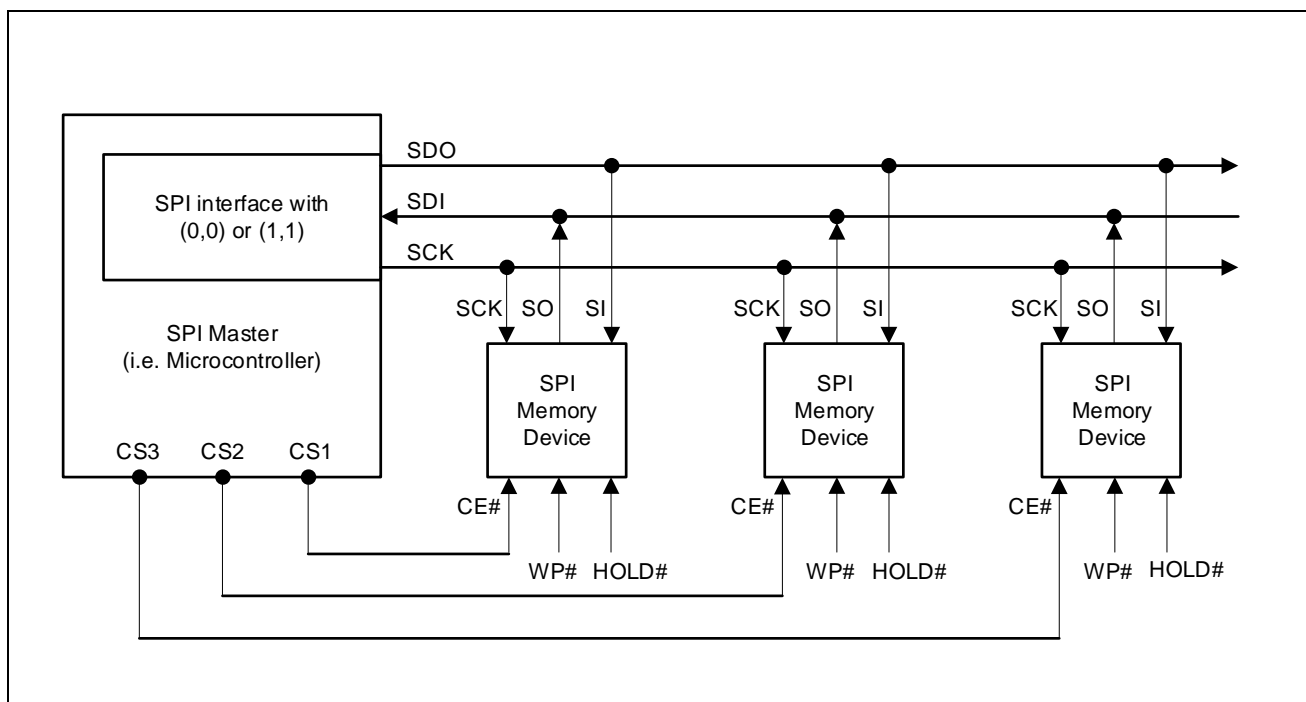 SDO
SDI
SCK
SPI interface with
(0,0) or (1,1)
SPI Master
(i.e. Microcontroller)
CS3 CS2 CS1
SCK SO SI
SPI
Memory
Device
CE#
WP# HOLD#
SCK SO SI
SPI
Memory
Device
CE#
WP# HOLD#
SCK SO SI
SPI
Memory
Device
CE#
WP# HOLD#